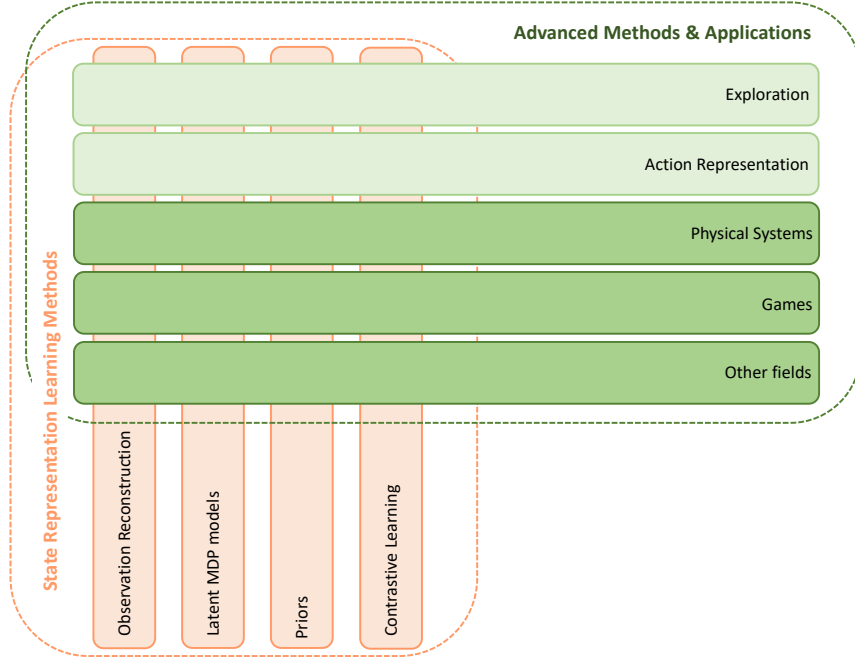 Advanced Methods & Applications
Exploration
Action Representation
Physical Systems
Games
Other fields
State Representation Learning Methods
Observation Reconstruction
Latent MDP models
Priors
Contrastive Learning